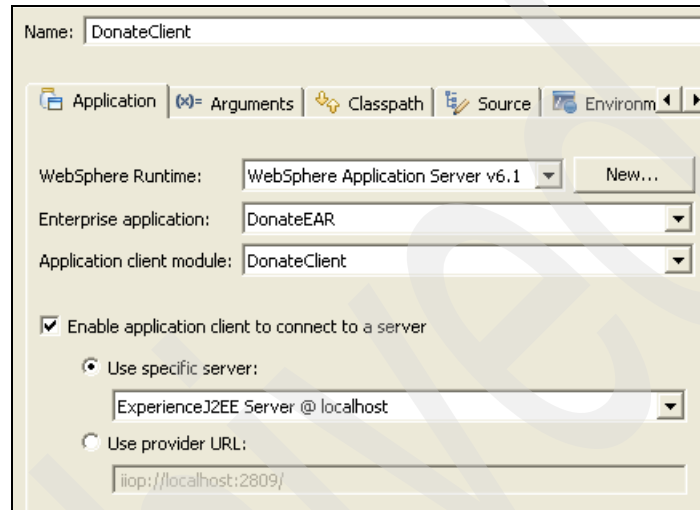 Name: DonateClient
Application (x)= Arguments Classpath Source Environm
WebSphere Runtime: WebSphere Application Server v6.1 New...
Enterprise application: DonateEAR
Application client module: DonateClient
Enable application client to connect to a server
Use specific server:
ExperienceJ2EE Server @ localhost
Use provider URL:
iiop://localhost:2809/